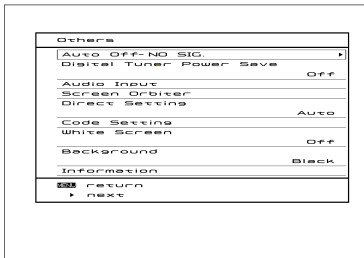 Others
Auto Off-NO SIG.
Digital Tuner Power Save
Off
Audio Input
Screen Orbiter
Direct Setting
Auto
Code Setting
White Screen
Off
Background
Black
Information
MENU return
next